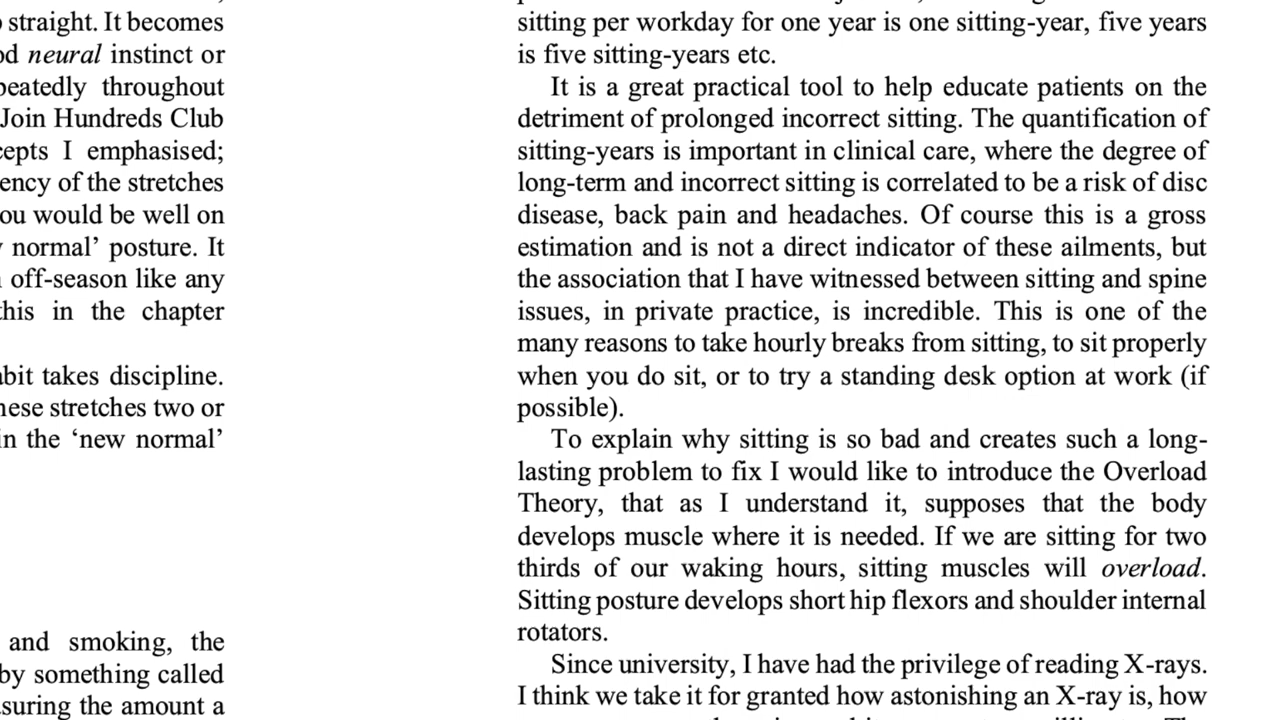 straight. It becomes
neural instinct or
throughout
Join Hundreds Club
I emphasised;
of the stretches
would be well on
normal’ posture. It
off-season like any
this in the chapter
takes discipline.
stretches two or
in the ‘new normal’
and smoking, the
by something called
the amount a
sitting per workday for one year is one sitting-year, five years
is five sitting-years etc.
It is a great practical tool to help educate patients on the
detriment of prolonged incorrect sitting. The quantification of
sitting-years is important in clinical care, where the degree of
long-term and incorrect sitting is correlated to be a risk of disc
disease, back pain and headaches. Of course this is a gross
estimation and is not a direct indicator of these ailments, but
the association that I have witnessed between sitting and spine
issues, in private practice, is incredible. This is one of the
many reasons to take hourly breaks from sitting, to sit properly
when you do sit, or to try a standing desk option at work (if
possible).
To explain why sitting is so bad and creates such a long-
lasting problem to fix I would like to introduce the Overload
Theory, that as I understand it, supposes that the body
develops muscle where it is needed. If we are sitting for two
thirds of our waking hours, sitting muscles will overload.
Sitting posture develops short hip flexors and shoulder internal
rotators.
Since university, I have had the privilege of reading X-rays.
I think we take it for granted how astonishing an X-ray is, how